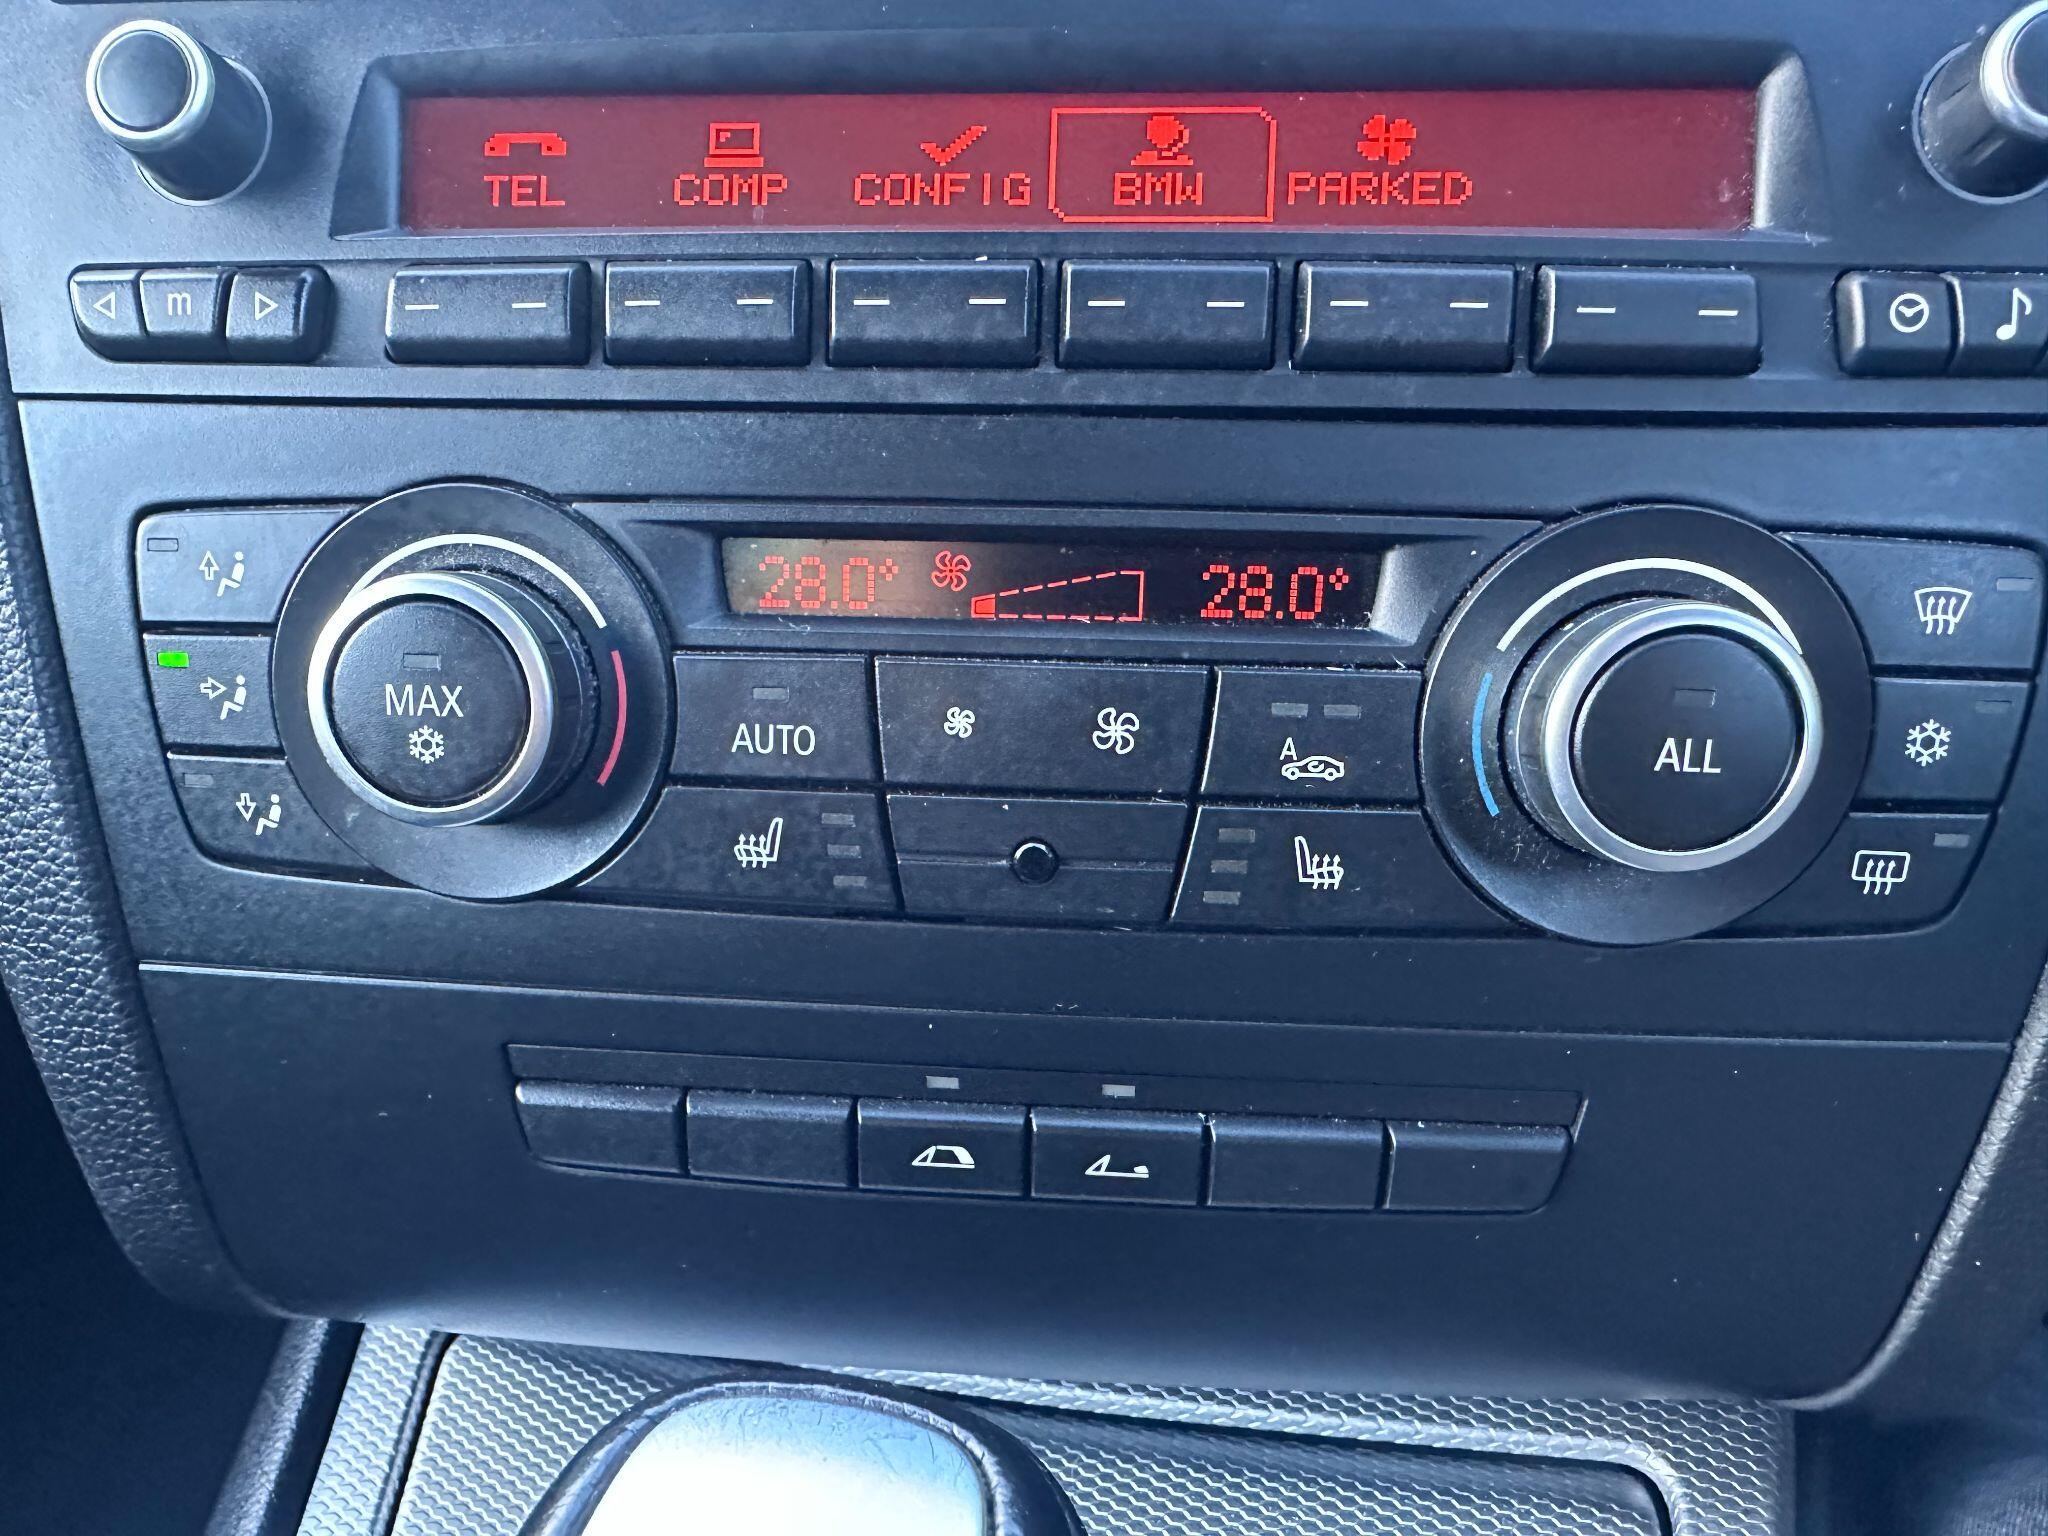 TEL COMP CONFIG BMW PARKED
m
28.0° 28.0°
MAX
AUTO
A
ALL